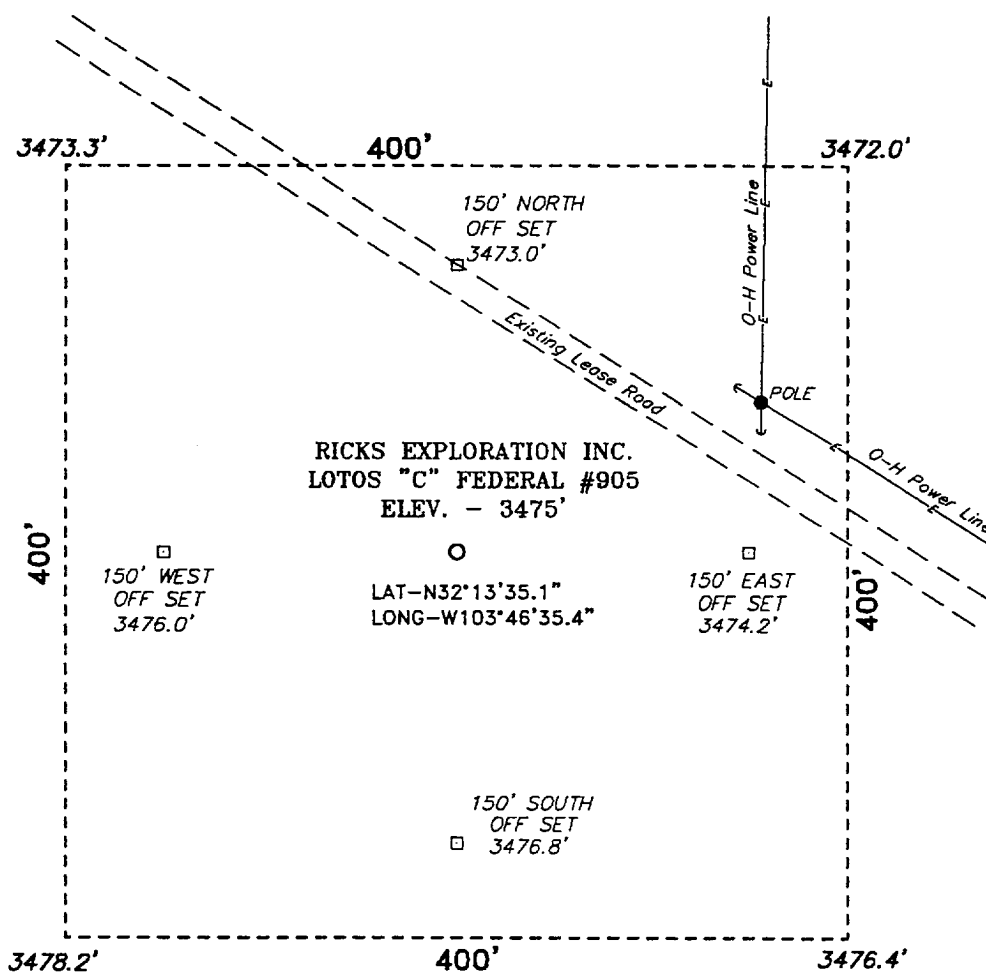 3473.3'
400'
3472.0'
150' NORTH
OFF SET
3473.0'
E
E
E
O-H Power Line
Existing Lease Road
POLE
E
E
O-H Power Line
RICKS EXPLORATION INC.
LOTOS "C" FEDERAL #905
ELEV. - 3475'
400'
150' WEST
OFF SET
3476.0'
LAT-N32°13'35.1"
LONG-W103°46'35.4"
150' EAST
OFF SET
3474.2'
400'
150' SOUTH
OFF SET
3476.8'
3478.2'
400'
3476.4'